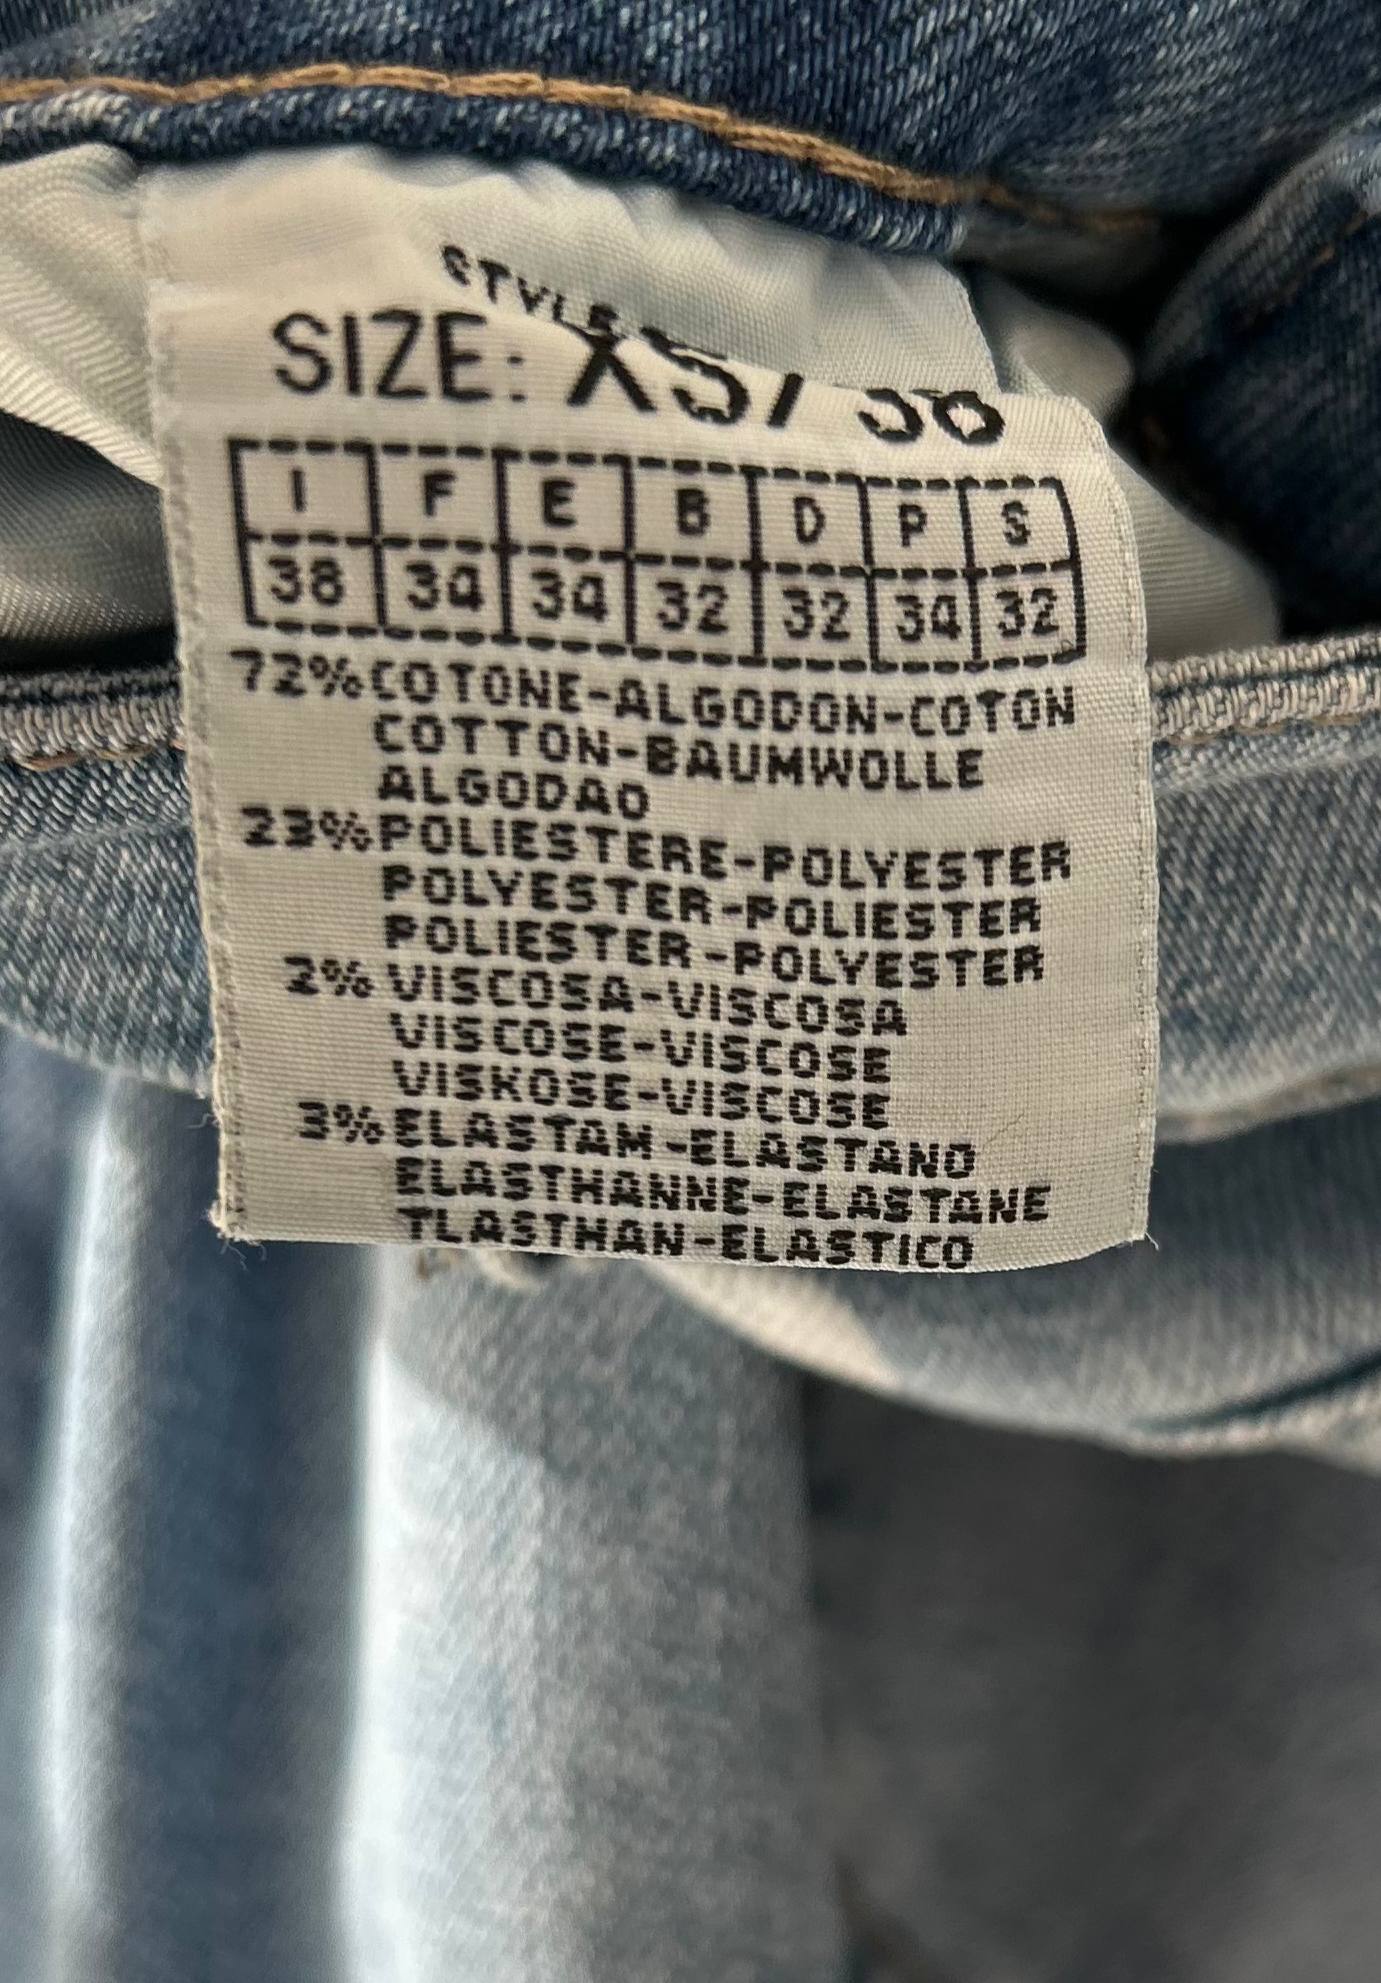 STYLE
SIZE: XS/ 38
I F E B D P S
38 34 34 32 32 34 32
72% COTONE-ALGODON-COTON
COTTON-BAUMWOLLE
ALGODAO
23% POLIESTERE-POLYESTER
POLYESTER-POLIESTER
POLIESTER-POLYESTER
2% VISCOSA-VISCOSA
VISCOSE-VISCOSE
VISKOSE-VISCOSE
3% ELASTAM-ELASTANO
ELASTHANNE-ELASTANE
TLASTHAN-ELASTICO